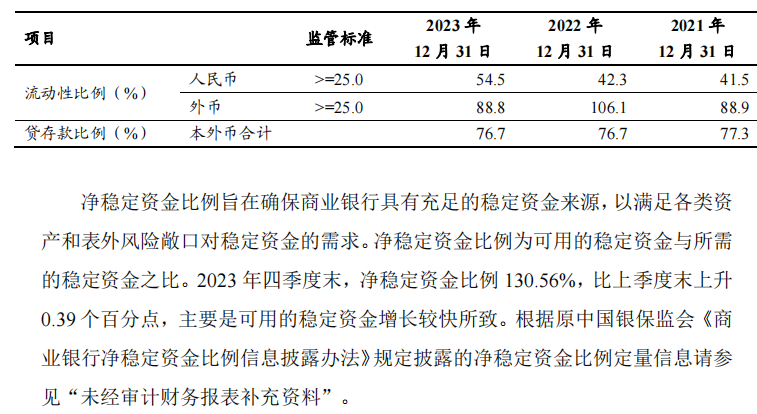 项目 监管标准 2023 年 12 月 31 日 2022 年 12 月 31 日 2021 年 12 月 31 日
流动性比例（%） 人民币 >=25.0 54.5 42.3 41.5
外币 >=25.0 88.8 106.1 88.9
贷存款比例（%） 本外币合计 76.7 76.7 77.3
净稳定资金比例旨在确保商业银行具有充足的稳定资金来源，以满足各类资
产和表外风险敞口对稳定资金的需求。净稳定资金比例为可用的稳定资金与所需
的稳定资金之比。2023 年四季度末，净稳定资金比例 130.56%，比上季度末上升
0.39 个百分点，主要是可用的稳定资金增长较快所致。根据原中国银保监会《商
业银行净稳定资金比例信息披露办法》规定披露的净稳定资金比例定量信息请参
见“未经审计财务报表补充资料”。